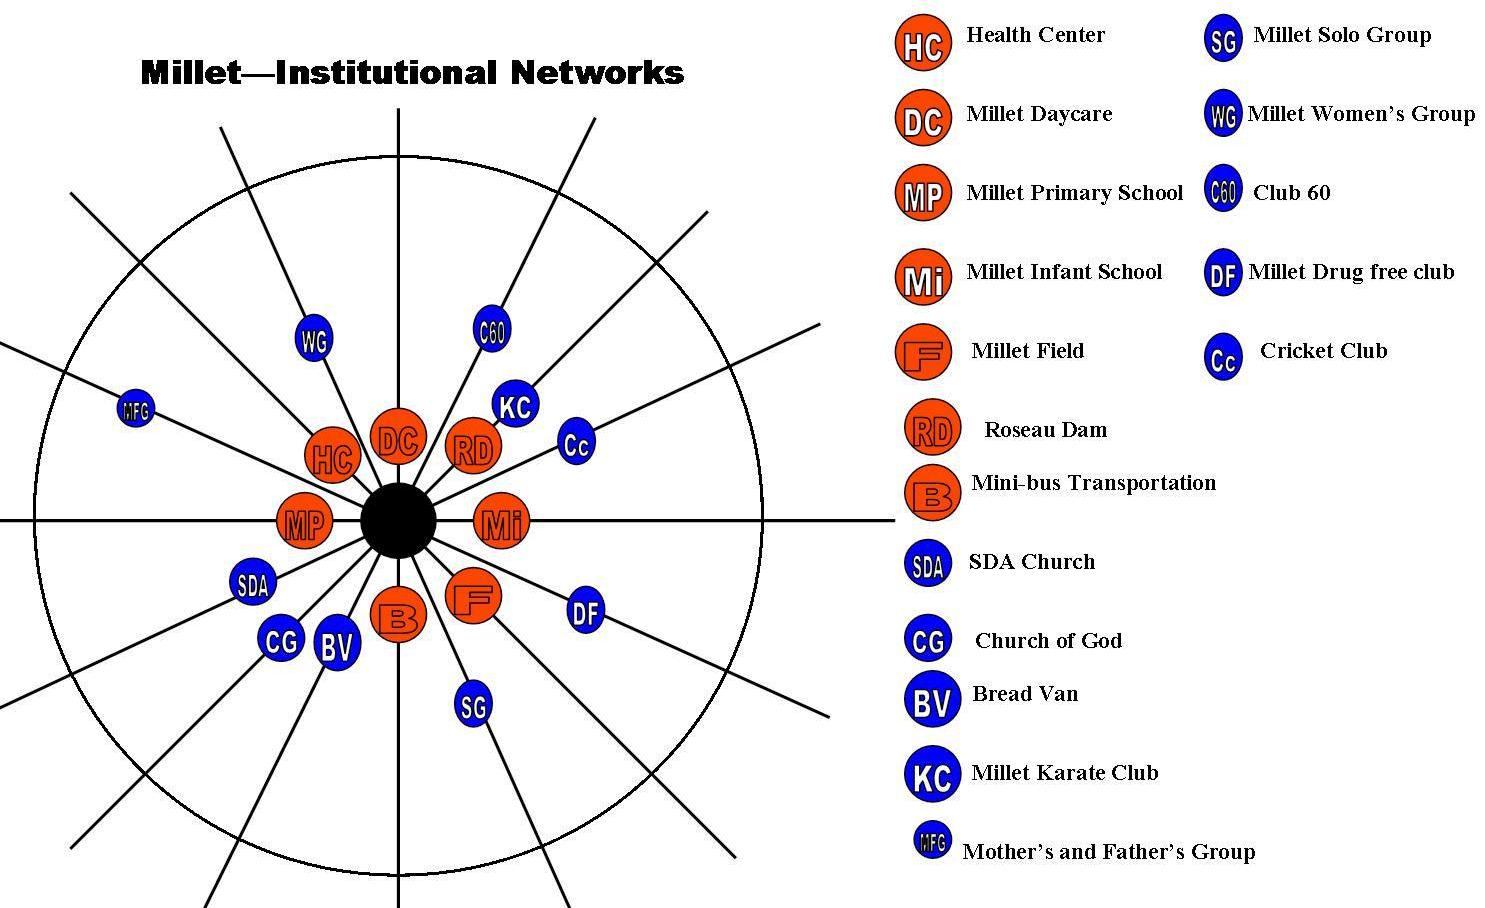 Millet—Institutional Networks
WG
C60
MFG
KC
HC
DC
RD
Cc
MP
Mi
SDA
B
F
DF
CG
BV
SG
HC Health Center
DC Millet Daycare
MP Millet Primary School
Mi Millet Infant School
F Millet Field
RD Roseau Dam
B Mini-bus Transportation
SDA SDA Church
CG Church of God
BV Bread Van
KC Millet Karate Club
MFG Mother's and Father's Group
SG Millet Solo Group
WG Millet Women's Group
C60 Club 60
DF Millet Drug free club
Cc Cricket Club